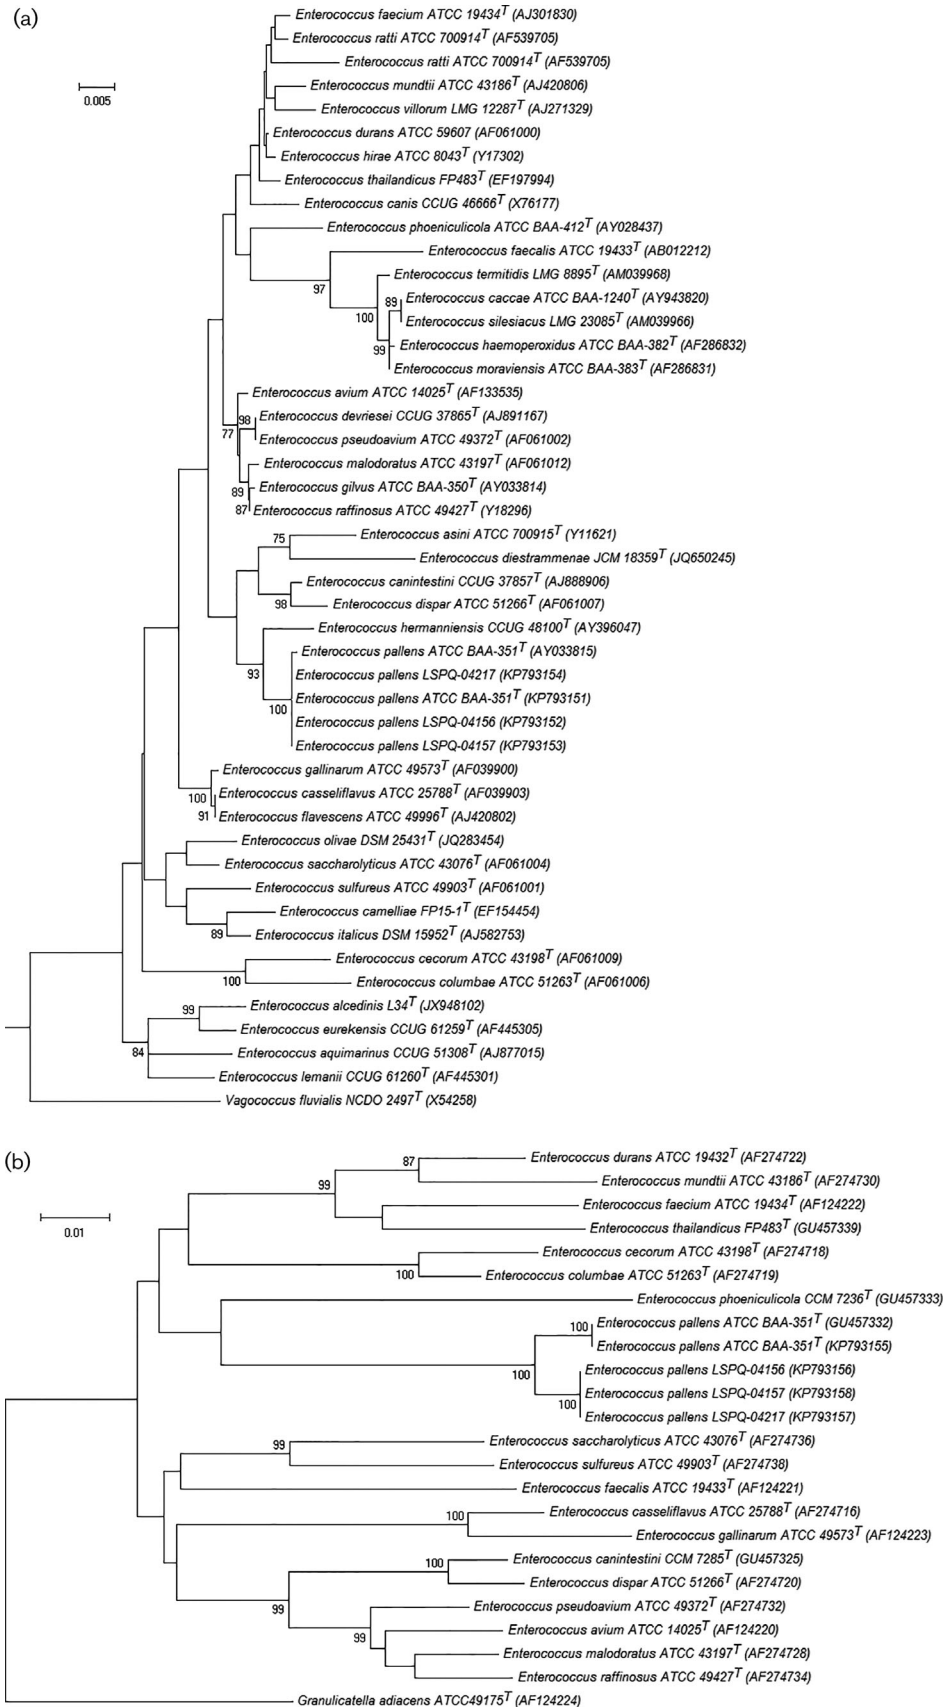 (a)
Enterococcus faecium ATCC 19434T (AJ301830)
Enterococcus ratti ATCC 700914T (AF539705)
Enterococcus ratti ATCC 700914T (AF539705)
0.005
Enterococcus mundtii ATCC 43186T (AJ420806)
Enterococcus villorum LMG 12287T (AJ271329)
Enterococcus durans ATCC 59607 (AF061000)
Enterococcus hirae ATCC 8043T (Y17302)
Enterococcus thailandicus FP483T (EF197994)
Enterococcus canis CCUG 46666T (X76177)
Enterococcus phoeniculicola ATCC BAA-412T (AY028437)
Enterococcus faecalis ATCC 19433T (AB012212)
Enterococcus termitidis LMG 8895T (AM039968)
97
Enterococcus caccae ATCC BAA-1240T (AY943820)
89
100
Enterococcus silesiacus LMG 23085T (AM039966)
Enterococcus haemoperoxidus ATCC BAA-382T (AF286832)
99
Enterococcus moraviensis ATCC BAA-383T (AF286831)
Enterococcus avium ATCC 14025T (AF133535)
98
Enterococcus devriesei CCUG 37865T (AJ891167)
77
Enterococcus pseudoavium ATCC 49372T (AF061002)
Enterococcus malodoratus ATCC 43197T (AF061012)
89
Enterococcus gilvus ATCC BAA-350T (AY033814)
87
Enterococcus raffinosus ATCC 49427T (Y18296)
75
Enterococcus asini ATCC 700915T (Y11621)
Enterococcus diestrammenae JCM 18359T (JQ650245)
Enterococcus canintestini CCUG 37857T (AJ888906)
98
Enterococcus dispar ATCC 51266T (AF061007)
Enterococcus hermanniensis CCUG 48100T (AY396047)
Enterococcus pallens ATCC BAA-351T (AY033815)
93
Enterococcus pallens LSPQ-04217 (KP793154)
Enterococcus pallens ATCC BAA-351T (KP793151)
100
Enterococcus pallens LSPQ-04156 (KP793152)
Enterococcus pallens LSPQ-04157 (KP793153)
Enterococcus gallinarum ATCC 49573T (AF039900)
100
Enterococcus casseliflavus ATCC 25788T (AF039903)
91
Enterococcus flavescens ATCC 49996T (AJ420802)
Enterococcus olivae DSM 25431T (JQ283454)
Enterococcus saccharolyticus ATCC 43076T (AF061004)
Enterococcus sulfureus ATCC 49903T (AF061001)
Enterococcus camelliae FP15-1T (EF154454)
89
Enterococcus italicus DSM 15952T (AJ582753)
Enterococcus cecorum ATCC 43198T (AF061009)
100
Enterococcus columbae ATCC 51263T (AF061006)
99
Enterococcus alcedinis L34T (JX948102)
Enterococcus eurekensis CCUG 61259T (AF445305)
84
Enterococcus aquimarinus CCUG 51308T (AJ877015)
Enterococcus lemanii CCUG 61260T (AF445301)
Vagococcus fluvialis NCDO 2497T (X54258)
(b)
87
Enterococcus durans ATCC 19432T (AF274722)
99
Enterococcus mundtii ATCC 43186T (AF274730)
Enterococcus faecium ATCC 19434T (AF124222)
0.01
Enterococcus thailandicus FP483T (GU457339)
Enterococcus cecorum ATCC 43198T (AF274718)
100
Enterococcus columbae ATCC 51263T (AF274719)
Enterococcus phoeniculicola CCM 7236T (GU457333)
100
Enterococcus pallens ATCC BAA-351T (GU457332)
Enterococcus pallens ATCC BAA-351T (KP793155)
100
Enterococcus pallens LSPQ-04156 (KP793156)
Enterococcus pallens LSPQ-04157 (KP793158)
100
Enterococcus pallens LSPQ-04217 (KP793157)
99
Enterococcus saccharolyticus ATCC 43076T (AF274736)
Enterococcus sulfureus ATCC 49903T (AF274738)
Enterococcus faecalis ATCC 19433T (AF124221)
100
Enterococcus casseliflavus ATCC 25788T (AF274716)
Enterococcus gallinarum ATCC 49573T (AF124223)
100
Enterococcus canintestini CCM 7285T (GU457325)
Enterococcus dispar ATCC 51266T (AF274720)
99
Enterococcus pseudoavium ATCC 49372T (AF274732)
99
Enterococcus avium ATCC 14025T (AF124220)
Enterococcus malodoratus ATCC 43197T (AF274728)
Enterococcus raffinosus ATCC 49427T (AF274734)
Granulicatella adiacens ATCC49175T (AF124224)